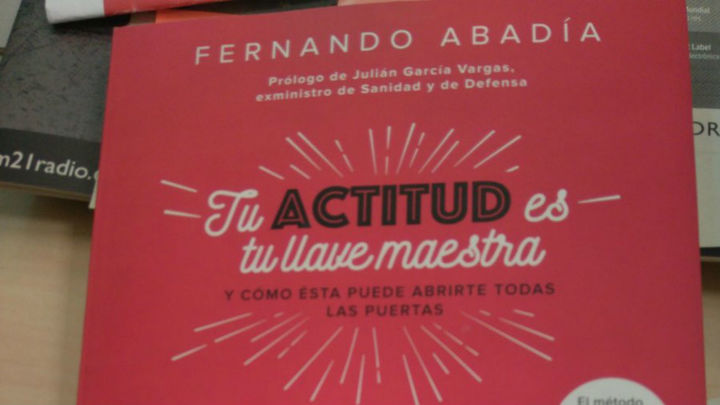 FERNANDO ABADÍA
Prólogo de Julián García Vargas,
exministro de Sanidad y de Defensa
Tu ACTITUD es
tu llave maestra
Y CÓMO ÉSTA PUEDE ABRIRTE TODAS
LAS PUERTAS
El método
m21radio.
Label